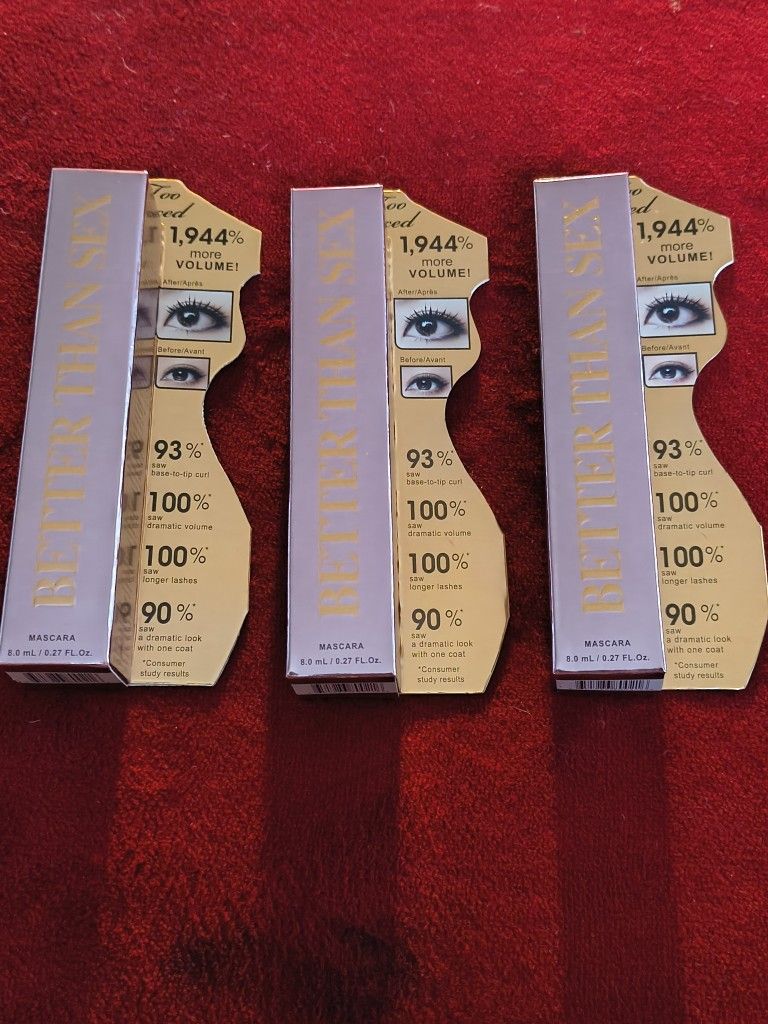 BETTER THAN SEX
MASCARA
8.0 mL / 0.27 FL.Oz.
Too
1,944%
more
VOLUME!
After/Après
Before/Avant
93%*
saw
base-to-tip curl
100%*
saw
dramatic volume
100%*
saw
longer lashes
90%*
saw
a dramatic look
with one coat
*Consumer
study results
BETTER THAN SEX
MASCARA
8.0 mL / 0.27 FL.Oz.
1,944%
more
VOLUME!
After/Après
Before/Avant
93%*
saw
base-to-tip curl
100%*
saw
dramatic volume
100%*
saw
longer lashes
90%*
saw
a dramatic look
with one coat
*Consumer
study results
BETTER THAN SEX
MASCARA
8.0 mL / 0.27 FL.Oz.
1,944%
more
VOLUME!
After/Après
Before/Avant
93%*
saw
base-to-tip curl
100%*
saw
dramatic volume
100%*
saw
longer lashes
90%*
saw
a dramatic look
with one coat
*Consumer
study results